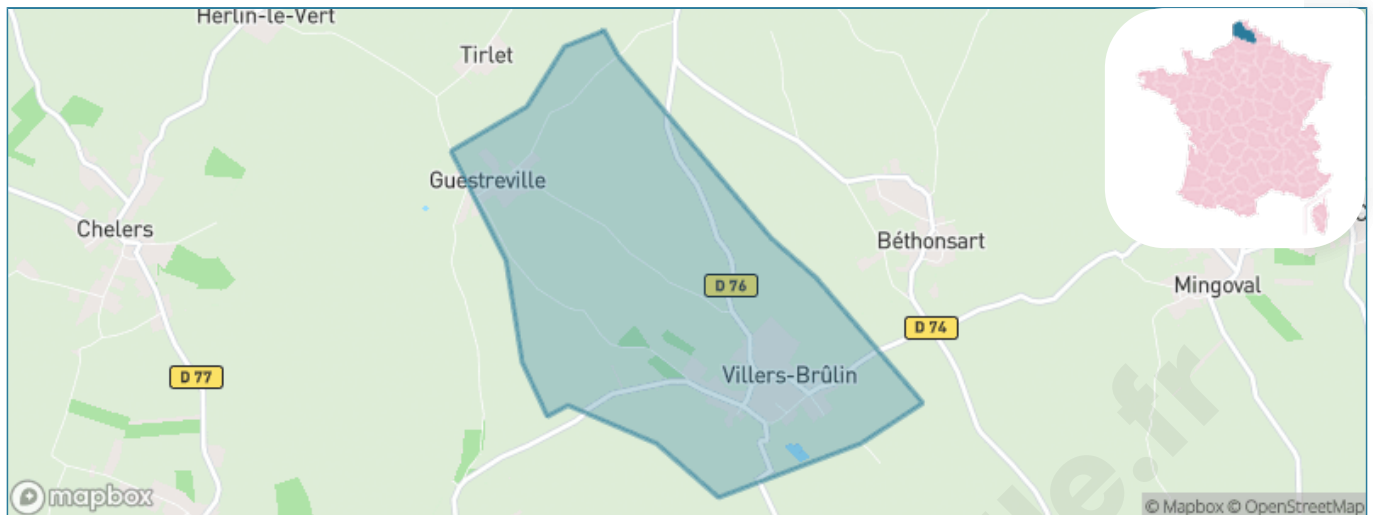 Herlin-le-Vert
Tirlet
Guestreville
Chelers
Béthonsart
Mingoval
D 76
D 74
D 77
Villers-Brûlin
mapbox
© Mapbox © OpenStreetMap